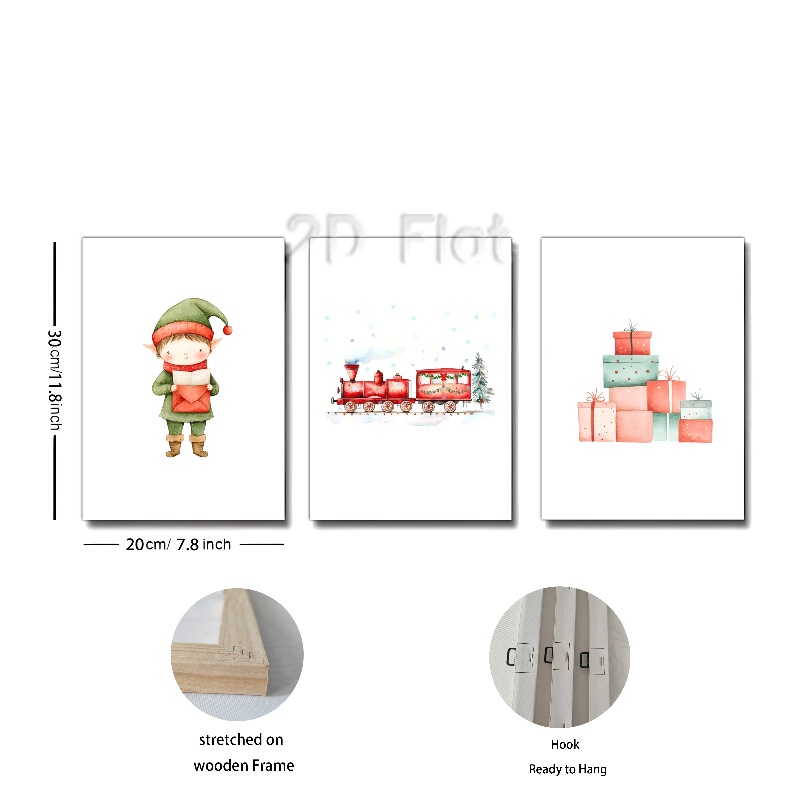 2D Flat
30cm/11.8inch
20cm/ 7.8 inch
stretched on
wooden Frame
Hook
Ready to Hang